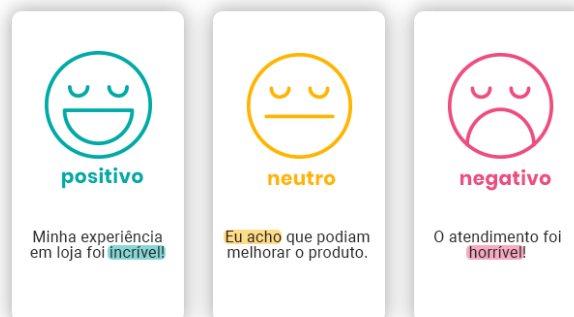 positivo
Minha experiência
em loja foi incrível!
neutro
Eu acho que podiam
melhorar o produto.
negativo
O atendimento foi
horrível!